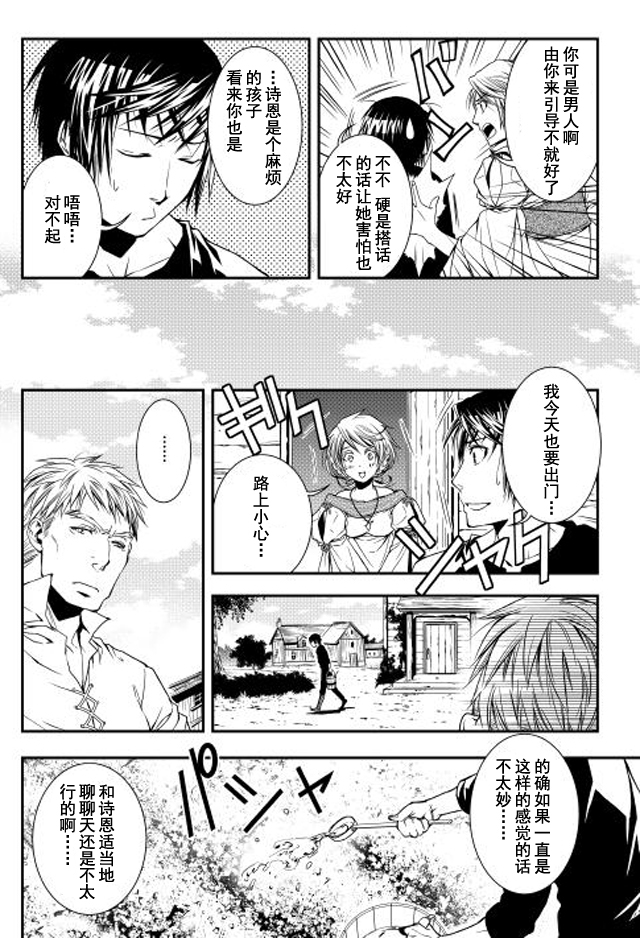 你可是男人啊
由你来引导不就好了
不不 硬是搭话
的话让她害怕也
不太好
…诗恩是个麻烦
的孩子
看来你也是
唔唔…
对不起
我今天也
要出门…
ギクシャク
路上小心…
……
的确如果一直是
这样的感觉的话
不太妙……
パシャ
和诗恩适当地
聊聊天还是不太
行的啊……